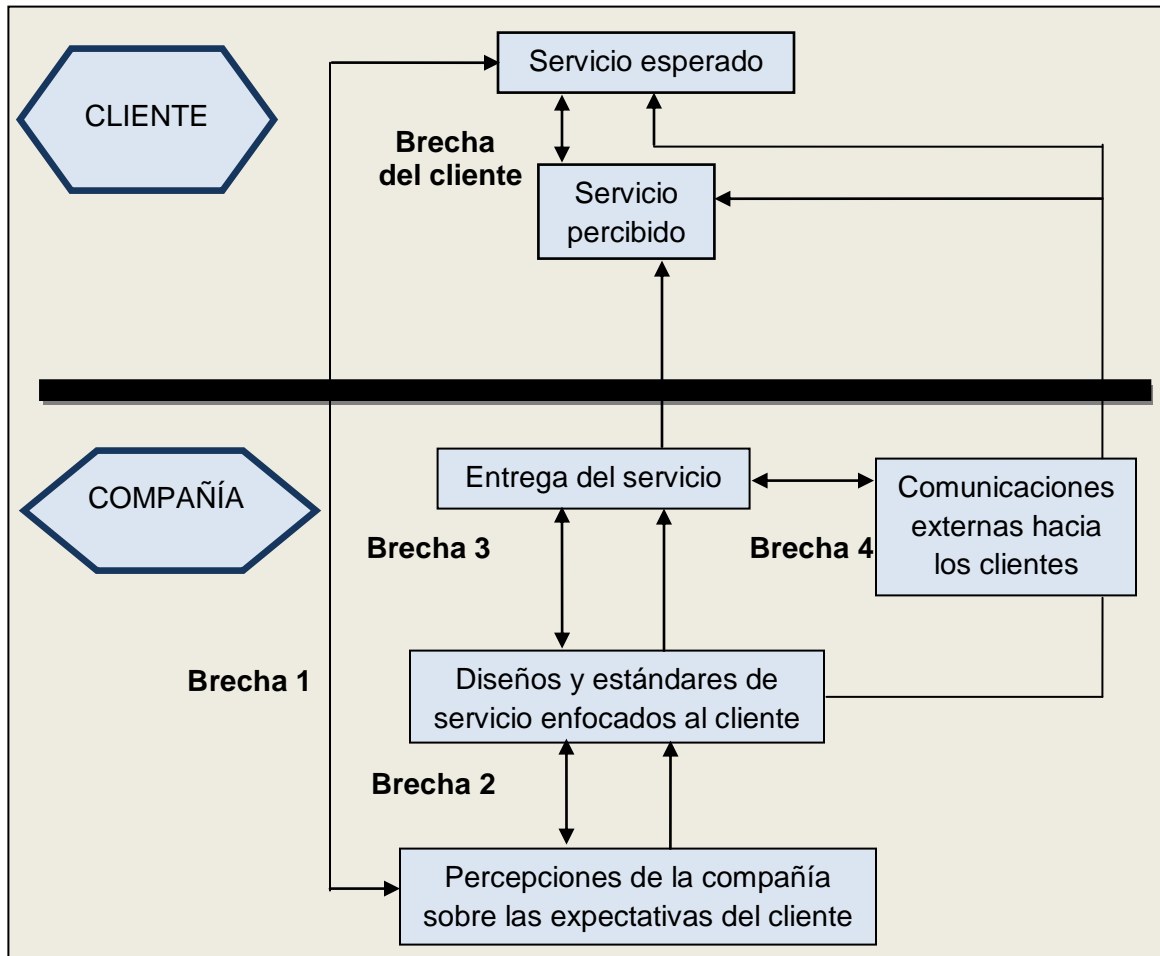 Servicio esperado
CLIENTE
Brecha
del cliente
Servicio
percibido
Entrega del servicio
COMPAÑÍA
Comunicaciones
externas hacia
los clientes
Brecha 3
Brecha 4
Brecha 1
Diseños y estándares de
servicio enfocados al cliente
Brecha 2
Percepciones de la compañía
sobre las expectativas del cliente